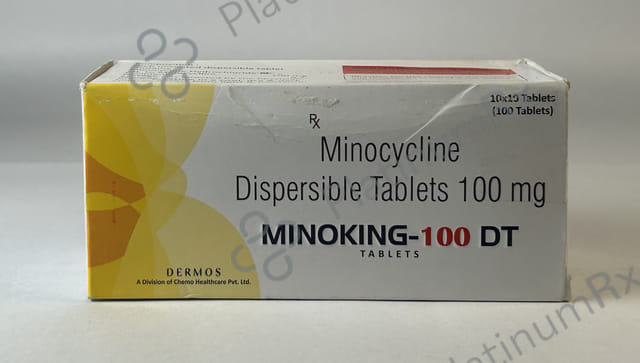 10x10 Tablets
(100 Tablets)
Rx
Minocycline
Dispersible Tablets 100 mg
MINOKING-100 DT
TABLETS
DERMOS
A Division of Chemo Healthcare Pvt. Ltd.
PlatinumRx